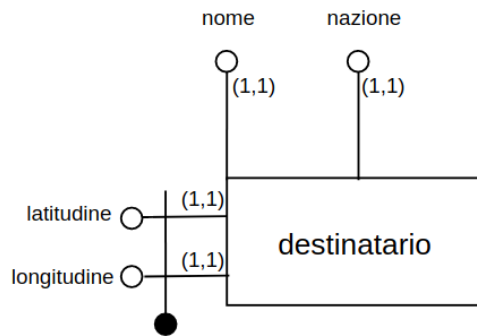 nome nazione
(1,1) (1,1)
latitudine (1,1)
destinatario
longitudine (1,1)